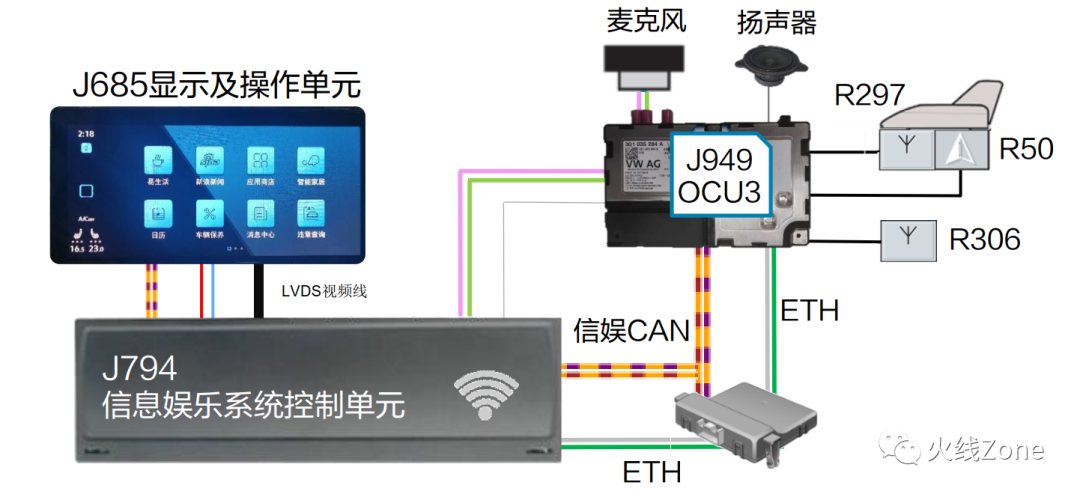 麦克风
扬声器
J685显示及操作单元
R297
R50
2:18
易生活
新浪新闻
应用商店
智能家居
日历
车辆保养
消息中心
违章查询
A/Con
16.5 23.0
VW AG
J949
OCU3
R306
LVDS视频线
信娱CAN
ETH
J794
信息娱乐系统控制单元
ETH
火线Zone